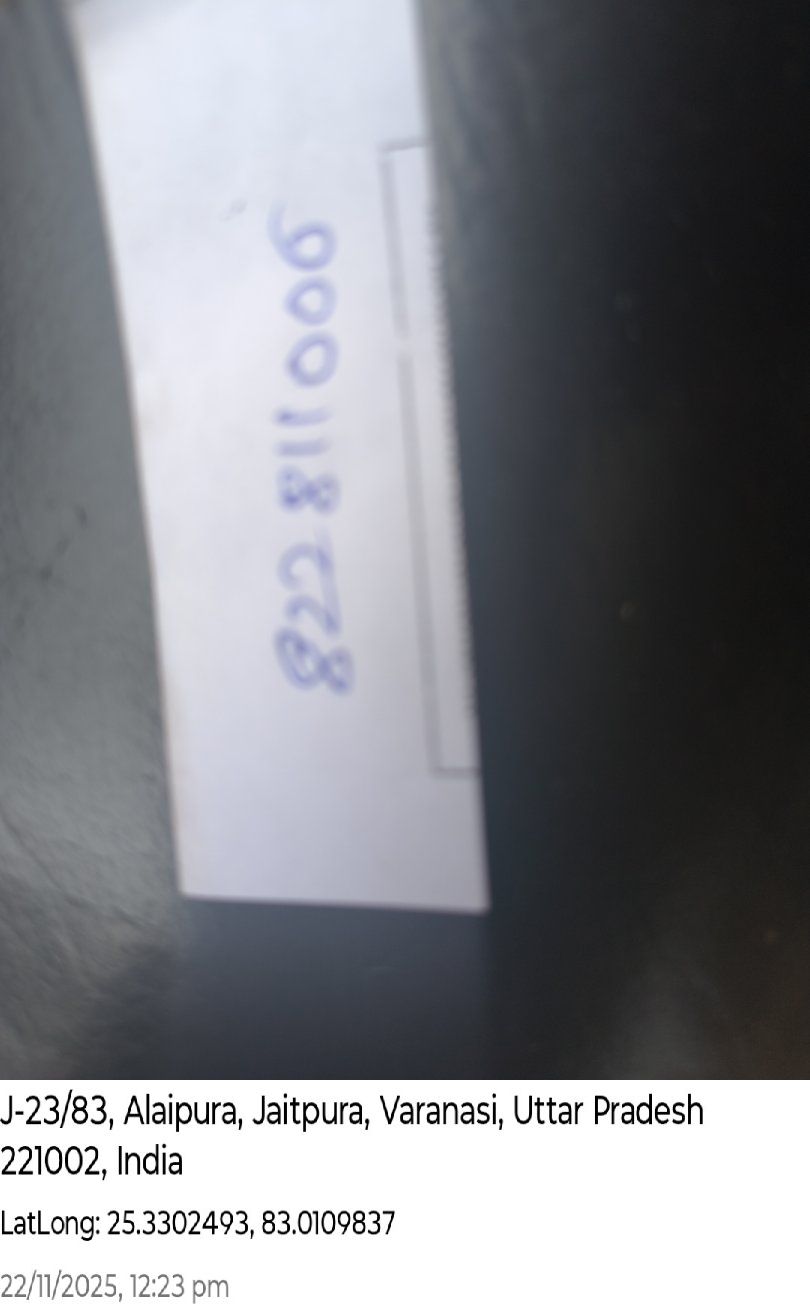 822811006
J-23/83, Alaipura, Jaitpura, Varanasi, Uttar Pradesh
221002, India
LatLong: 25.3302493, 83.0109837
22/11/2025, 12:23 pm